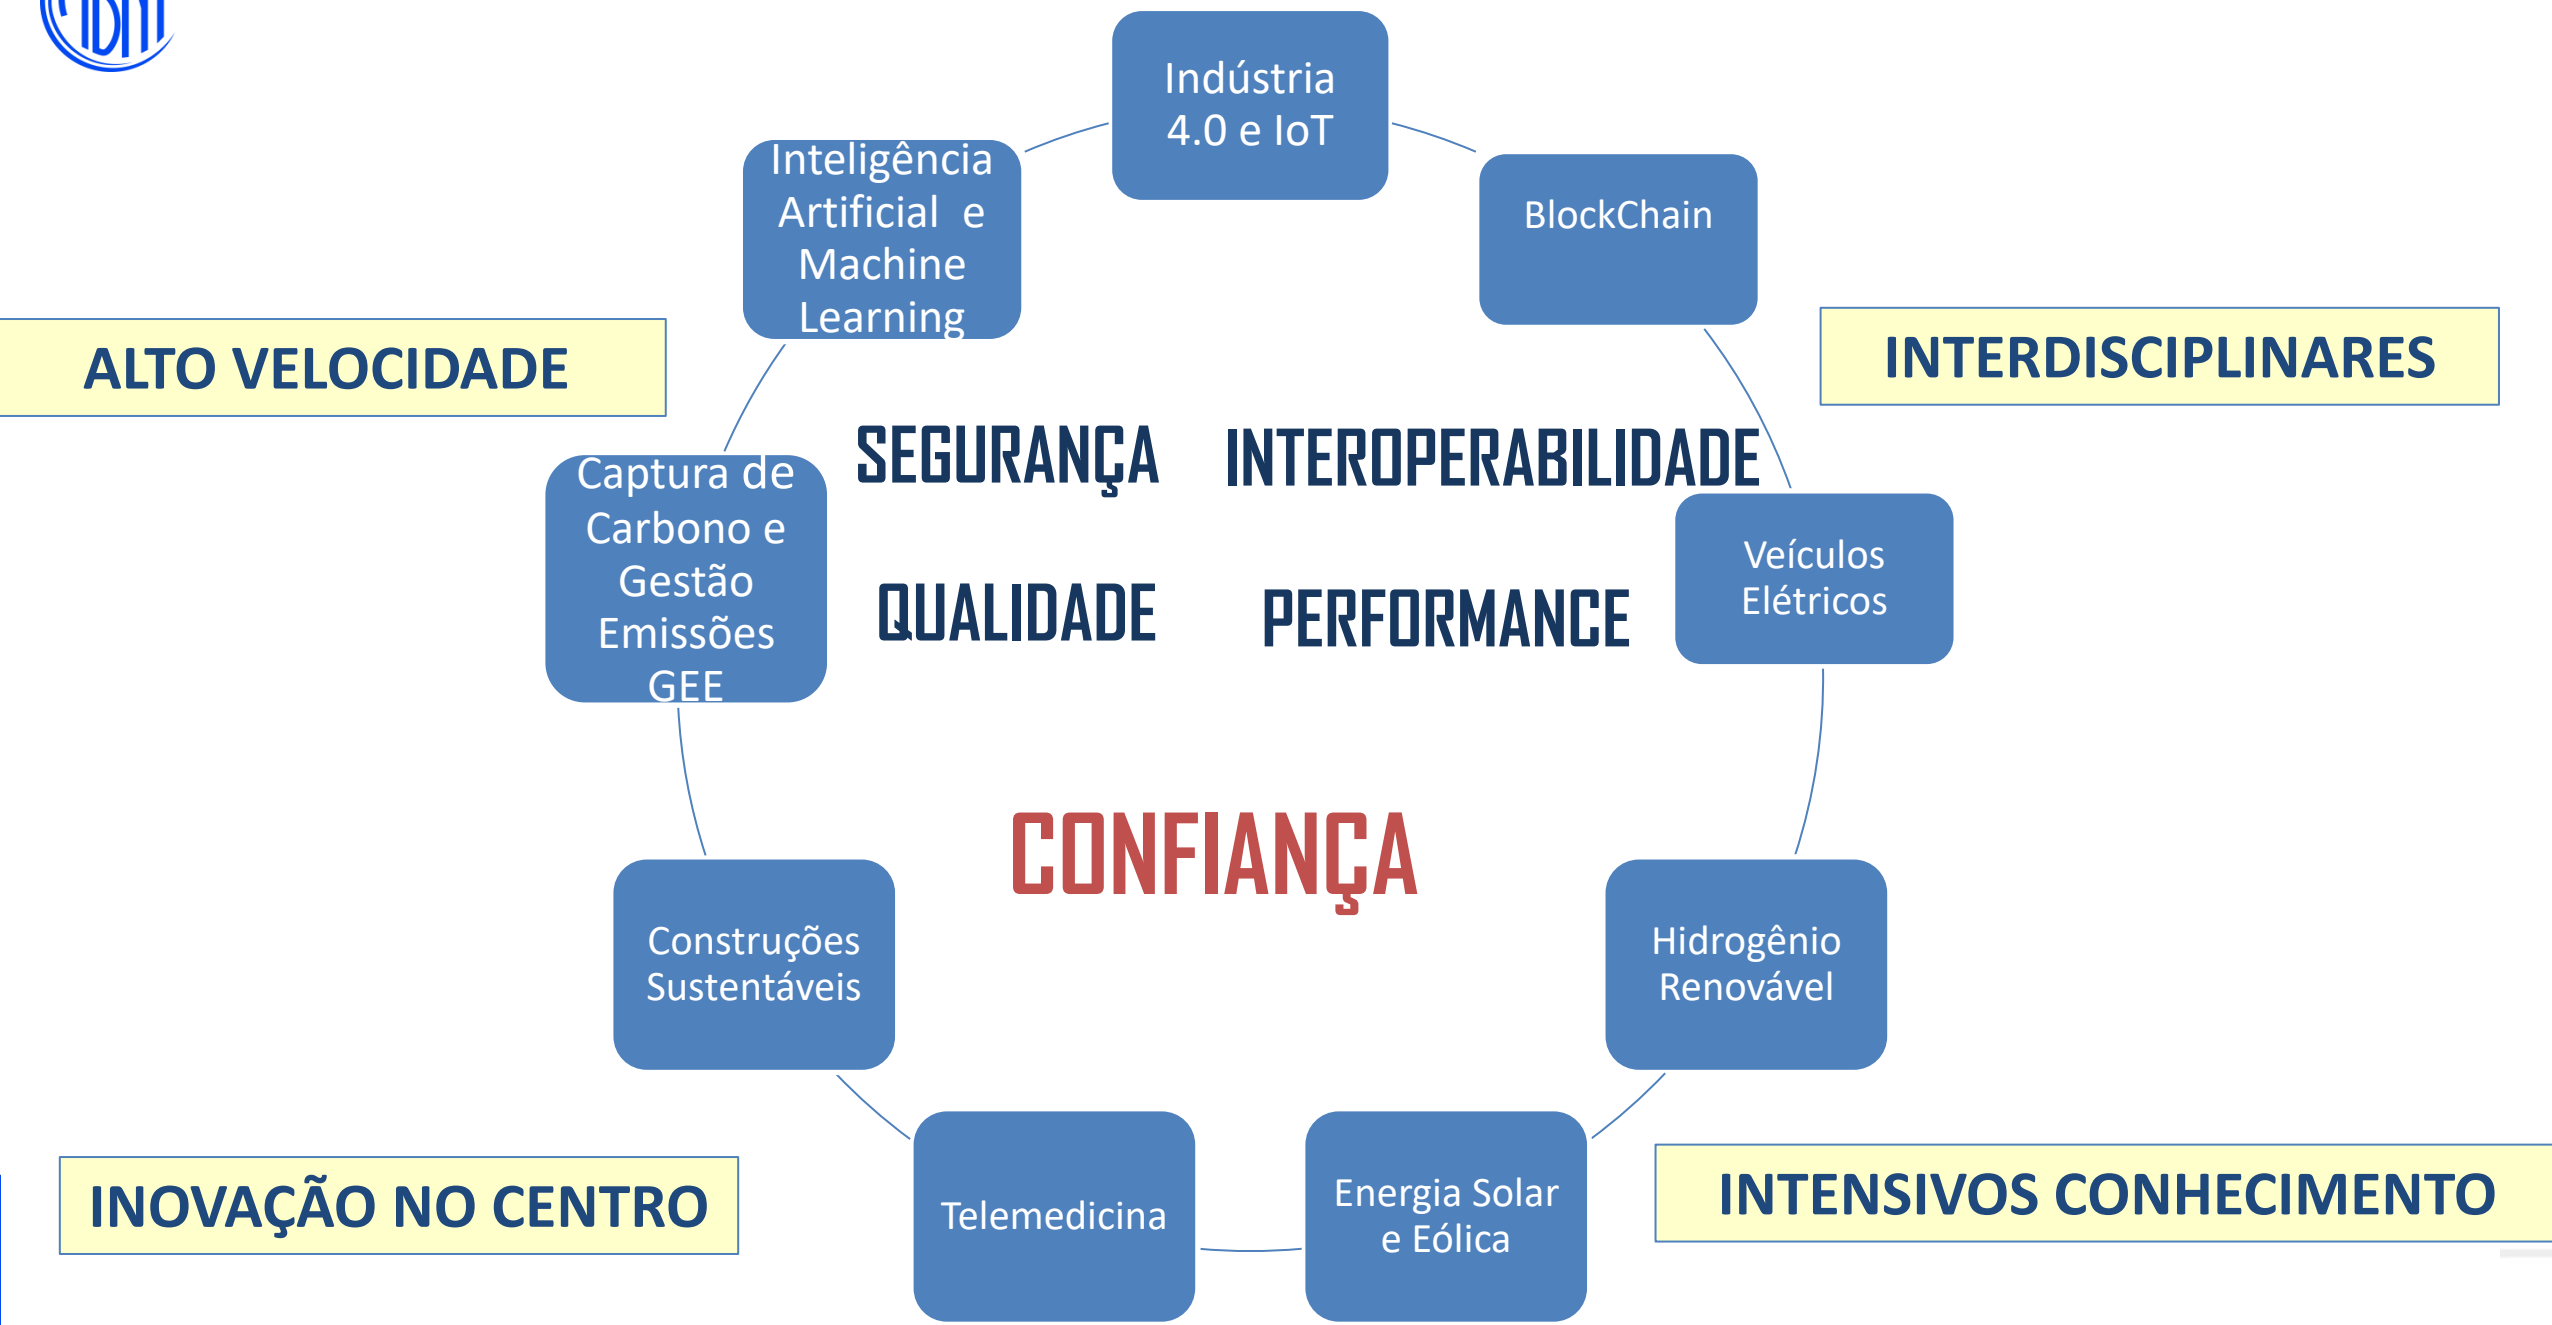 Indústria
4.0 e IoT
Inteligência
Artificial e
Machine
Learning
BlockChain
ALTO VELOCIDADE
INTERDISCIPLINARES
SEGURANÇA
INTEROPERABILIDADE
Captura de
Carbono e
Gestão
Emissões
GEE
Veículos
Elétricos
QUALIDADE
PERFORMANCE
CONFIANÇA
Construções
Sustentáveis
Hidrogênio
Renovável
INOVAÇÃO NO CENTRO
Telemedicina
Energia Solar
e Eólica
INTENSIVOS CONHECIMENTO